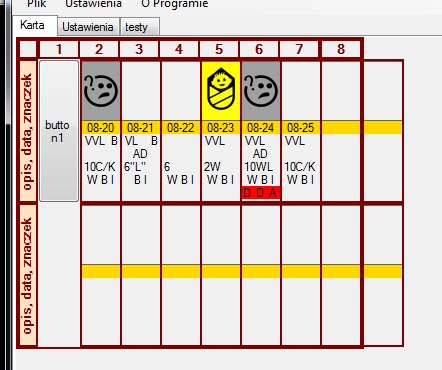 Plik Ustawienia O Programie
Karta Ustawienia testy
1 2 3 4 5 6 7 8
opis, data, znaczek
butto
n1
08-20 08-21 08-22 08-23 08-24 08-25
VVL B VL B VVL VVL VVL
AD AD
10C/K 6"L" 6 2W 10WL 10C/K
W B I B I W B I W B I W B I W B I
D D A
opis, data, znaczek